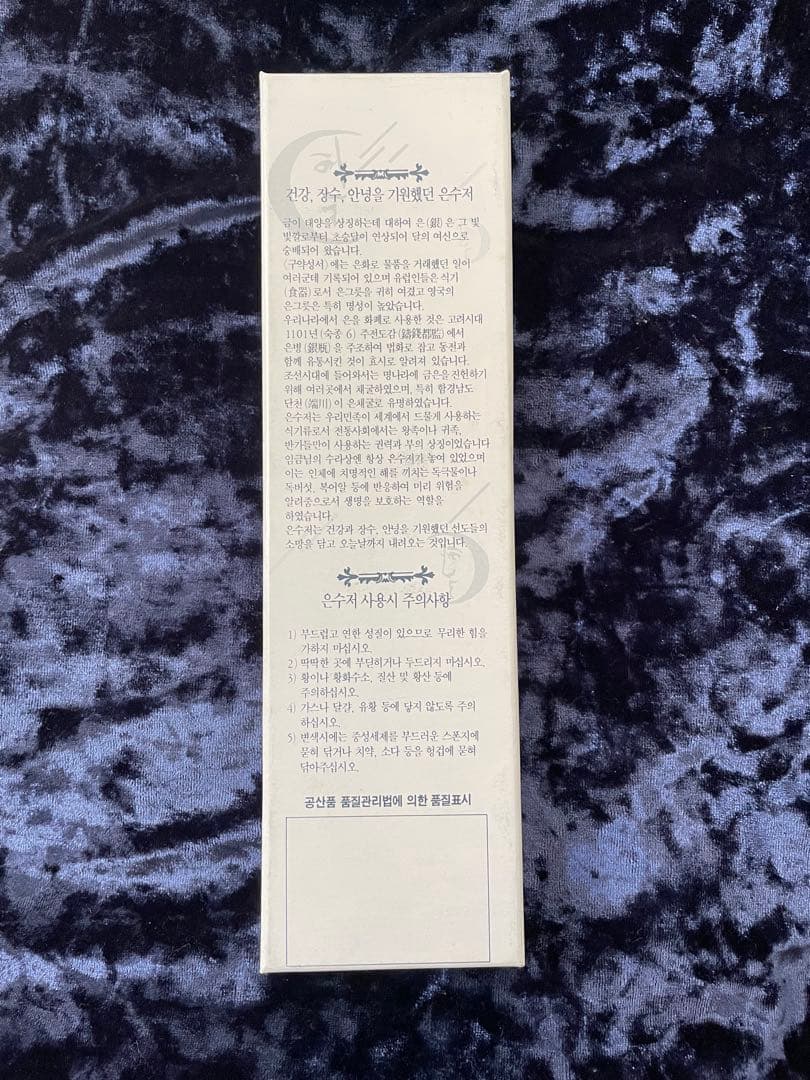 건강, 장수, 안녕을 기원했던 은수저
금이 태양을 상징하는데 대하여 은(銀)은 그 빛
빛깔로부터 초승달이 연상되어 달의 여신으로
숭배되어 왔습니다.
〈구약성서〉에는 은화로 물품을 거래했던 일이
여러군데 기록되어 있으며 유럽인들은 식기
(食器)로서 은그릇을 귀히 여겼고 영국의
은그릇은 특히 명성이 높았습니다.
우리나라에서 은을 화폐로 사용한 것은 고려시대
1101년(숙종 6) 주전도감(鑄錢都監)에서
은병(銀瓶)을 주조하여 법화로 잡고 동전과
함께 유통시킨 것이 효시로 알려져 있습니다.
조선시대에 들어와서는 명나라에 금은을 진헌하기
위해 여러곳에서 채굴하였으며, 특히 함경남도
단천(端川)이 은채굴로 유명하였습니다.
은수저는 우리민족이 세계에서 드물게 사용하는
식기류로서 전통사회에서는 왕족이나 귀족,
반가들만이 사용하는 권력과 부의 상징이었습니다
임금님의 수라상엔 항상 은수저가 놓여 있었으며
이는 인체에 치명적인 해를 끼치는 독극물이나
독버섯, 복어알 등에 반응하여 미리 위험을
알려줌으로서 생명을 보호하는 역할을
하였습니다.
은수저는 건강과 장수, 안녕을 기원했던 선도들의
소망을 담고 오늘날까지 내려오는 것입니다.
은수저 사용시 주의사항
1) 부드럽고 연한 성질이 있으므로 무리한 힘을
가하지 마십시오.
2) 딱딱한 곳에 부딛히거나 두드리지 마십시오.
3) 황이나 황화수소, 질산 및 황산 등에
주의하십시오.
4) 가스나 달걀, 유황 등에 닿지 않도록 주의
하십시오.
5) 변색시에는 중성세제를 부드러운 스폰지에
묻혀 닦거나 치약, 소다 등을 헝겊에 묻혀
닦아주십시오.
공산품 품질관리법에 의한 품질표시